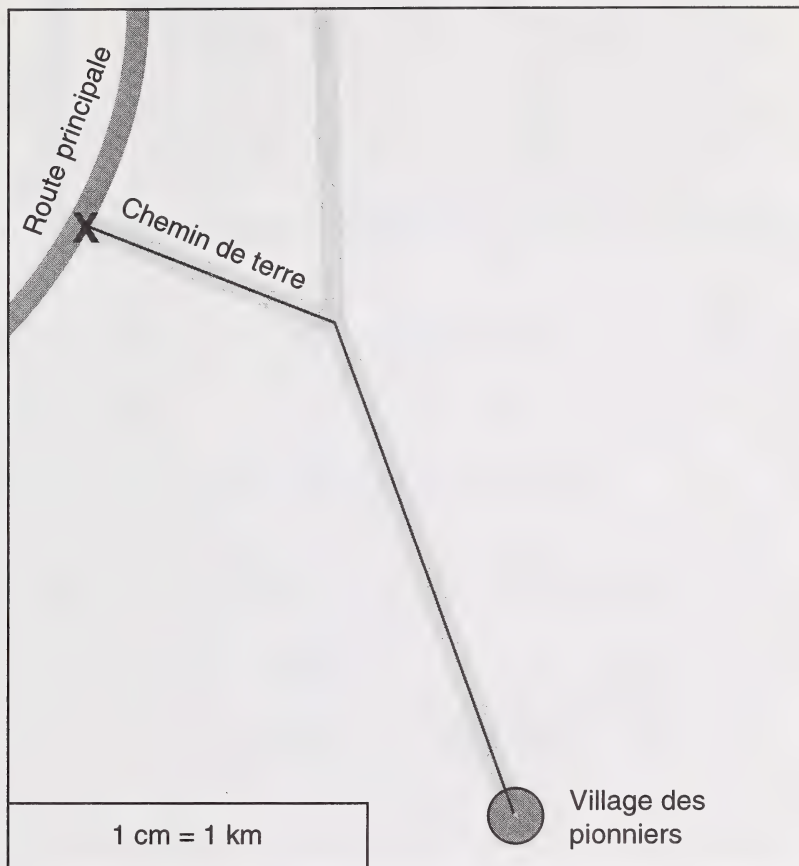 Route principale
X
Chemin de terre
Village des
pionniers
1 cm = 1 km